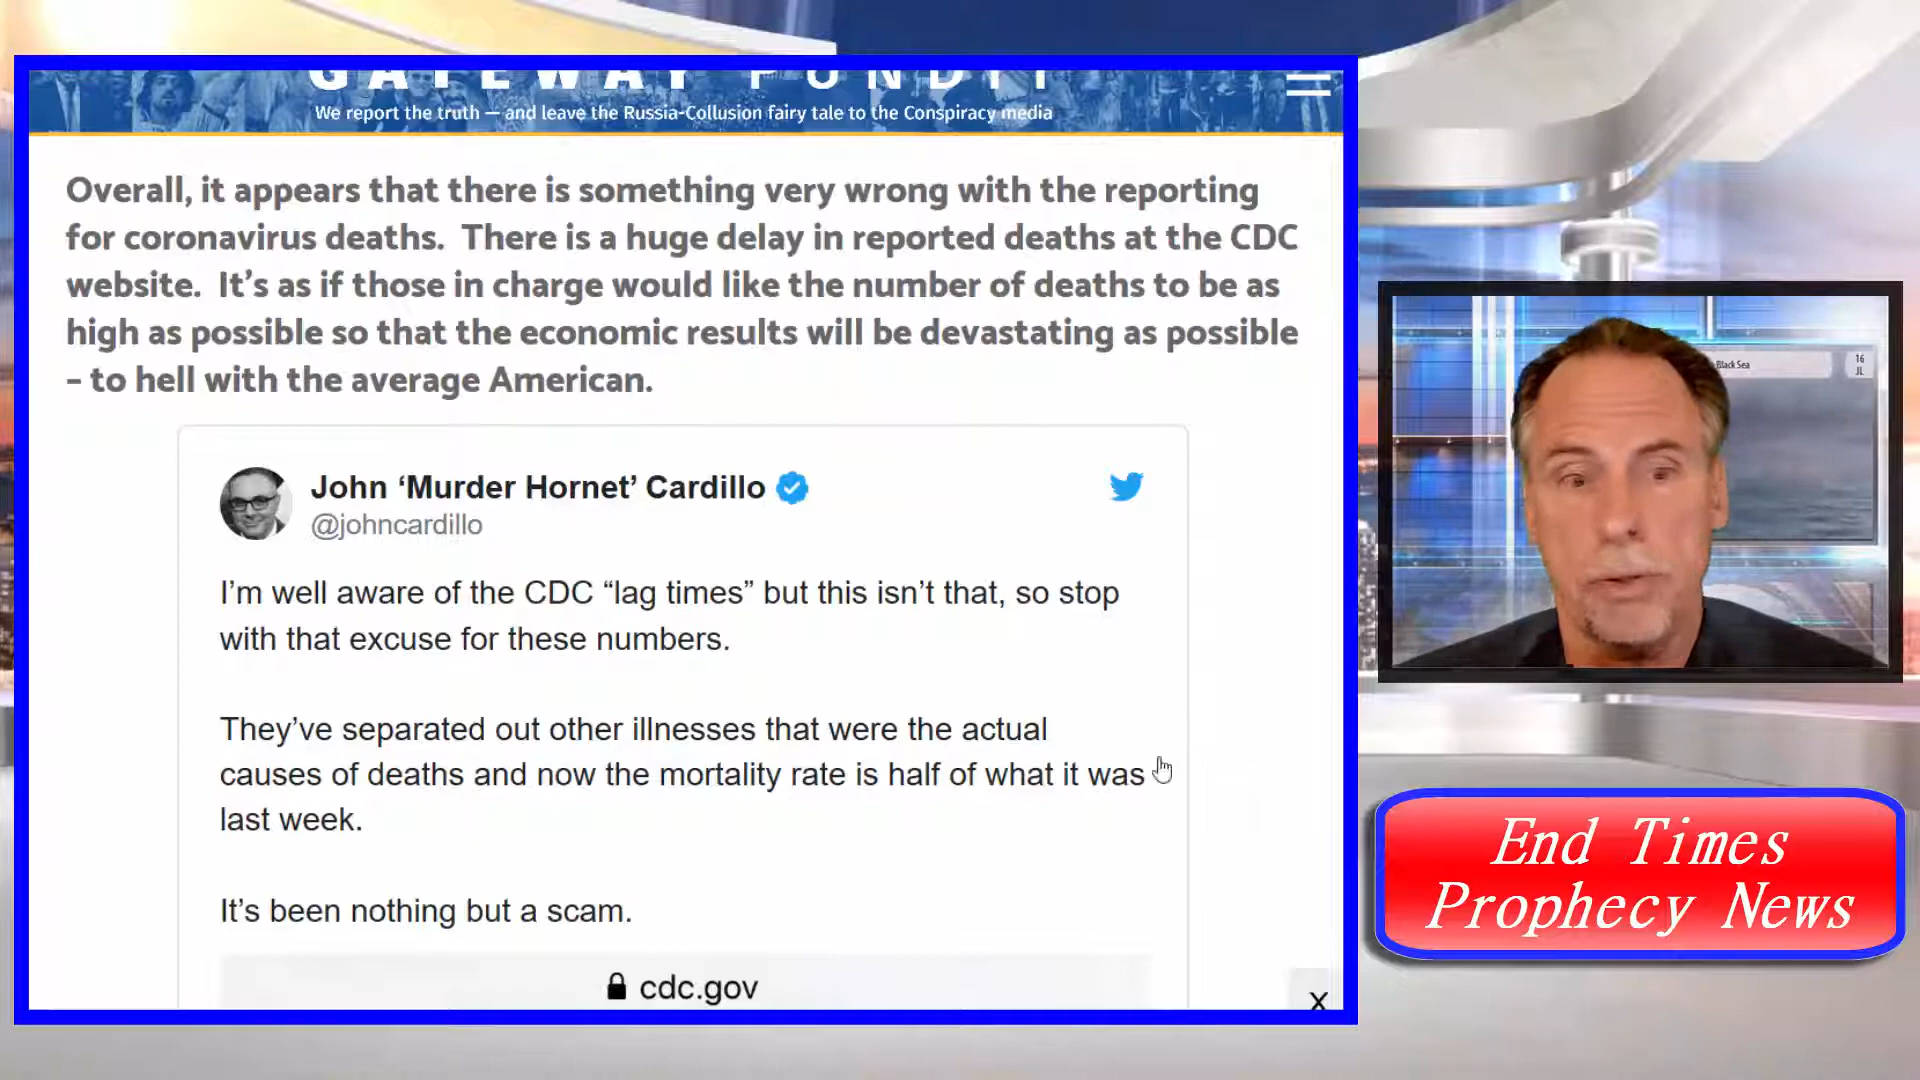 GATEWAY PUNDIT
We report the truth — and leave the Russia-Collusion fairy tale to the Conspiracy media
Overall, it appears that there is something very wrong with the reporting
for coronavirus deaths.  There is a huge delay in reported deaths at the CDC
website.  It's as if those in charge would like the number of deaths to be as
high as possible so that the economic results will be devastating as possible
– to hell with the average American.
John ‘Murder Hornet’ Cardillo
@johncardillo
I'm well aware of the CDC “lag times” but this isn't that, so stop
with that excuse for these numbers.
They've separated out other illnesses that were the actual
causes of deaths and now the mortality rate is half of what it was
last week.
It's been nothing but a scam.
cdc.gov
X
Black Sea
16
JL
End Times
Prophecy News